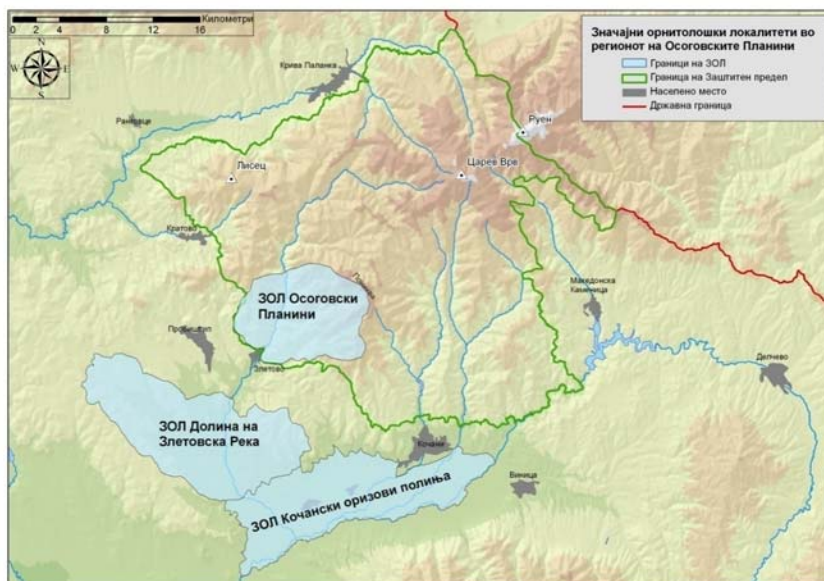 Километри
0 2 4 8 12 16
N
W E
S
Значајни орнитолошки локалитети во
регионот на Осоговските Планини
Граници на ЗОЛ
Граница на Заштитен предел
Населено место
Државна граница
Крива Паланка
Ранковце
Руен
Лисец
Царев Врв
Кратово
ЗОЛ Осоговски
Планини
Македонска
Каменица
Пробиштип
Злетово
Делчево
ЗОЛ Долина на
Злетовска Река
Кочани
Виница
ЗОЛ Кочански оризови полиња